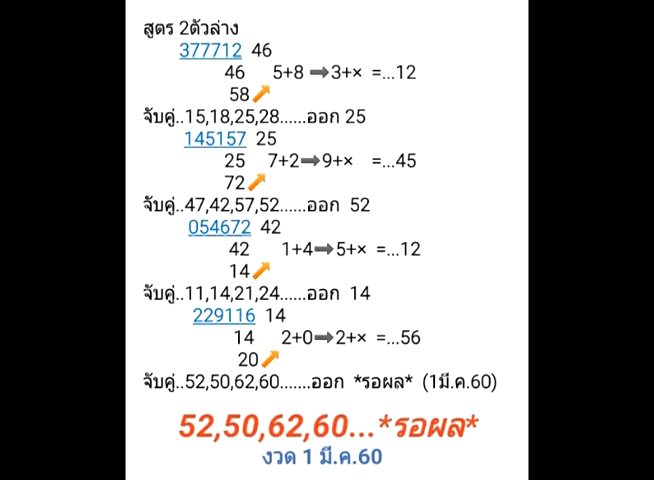 สูตร 2ตัวล่าง
377712 46
46 5+8 ➡3+× =...12
58
จับคู่..15,18,25,28......ออก 25
145157 25
25 7+2➡9+× =...45
72
จับคู่..47,42,57,52......ออก 52
054672 42
42 1+4➡5+× =...12
14
จับคู่..11,14,21,24......ออก 14
229116 14
14 2+0➡2+× =...56
20
จับคู่..52,50,62,60.......ออก *รอผล* (1มี.ค.60)
52,50,62,60...*รอผล*
งวด 1 มี.ค.60